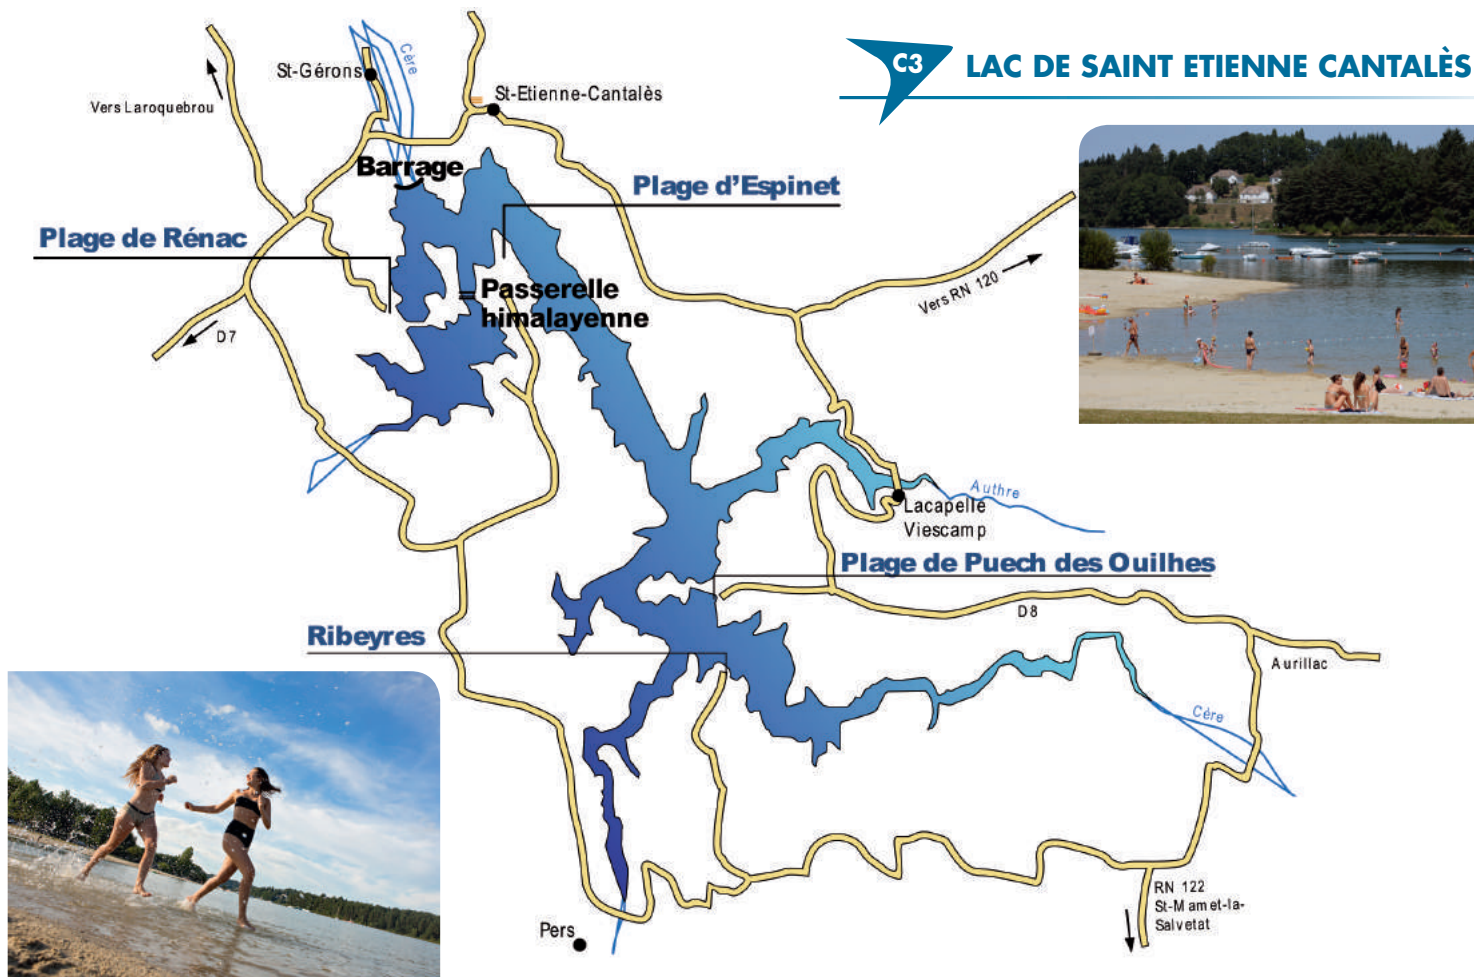 C3
LAC DE SAINT ETIENNE CANTALÈS
Cère
St-Gérons
St-Etienne-Cantalès
Vers Laroquebrou
Barrage
Plage d'Espinet
Plage de Rénac
Passerelle
himalayenne
Vers RN 120
D7
Authre
Lacapelle
Viescamp
Plage de Puech des Ouilhes
D8
Ribeyres
Aurillac
Cère
RN 122
St-Mamet-la-
Salvetat
Pers